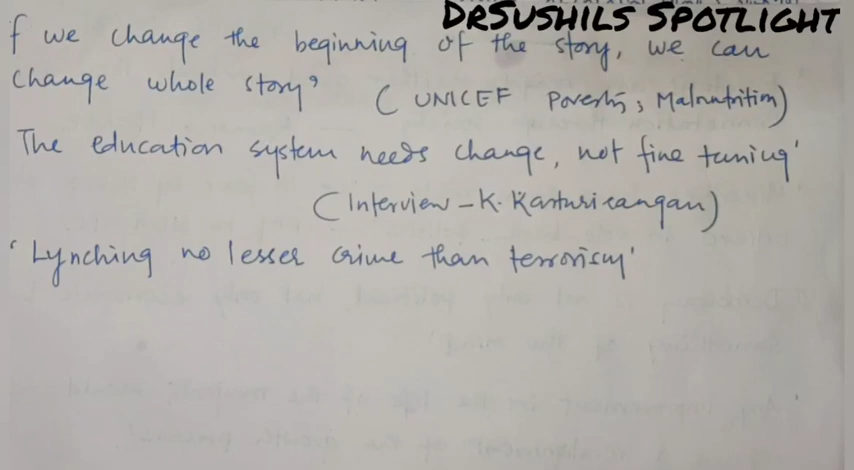 DRSUSHILS SPOTLIGHT
f we change the beginning of the story, we can
change whole story'
( UNICEF Poverty, Malnutrition)
The education system needs change, not fine tuning'
(Interview - K. Kasturirangan)
'Lynching no lesser crime than terrorism'